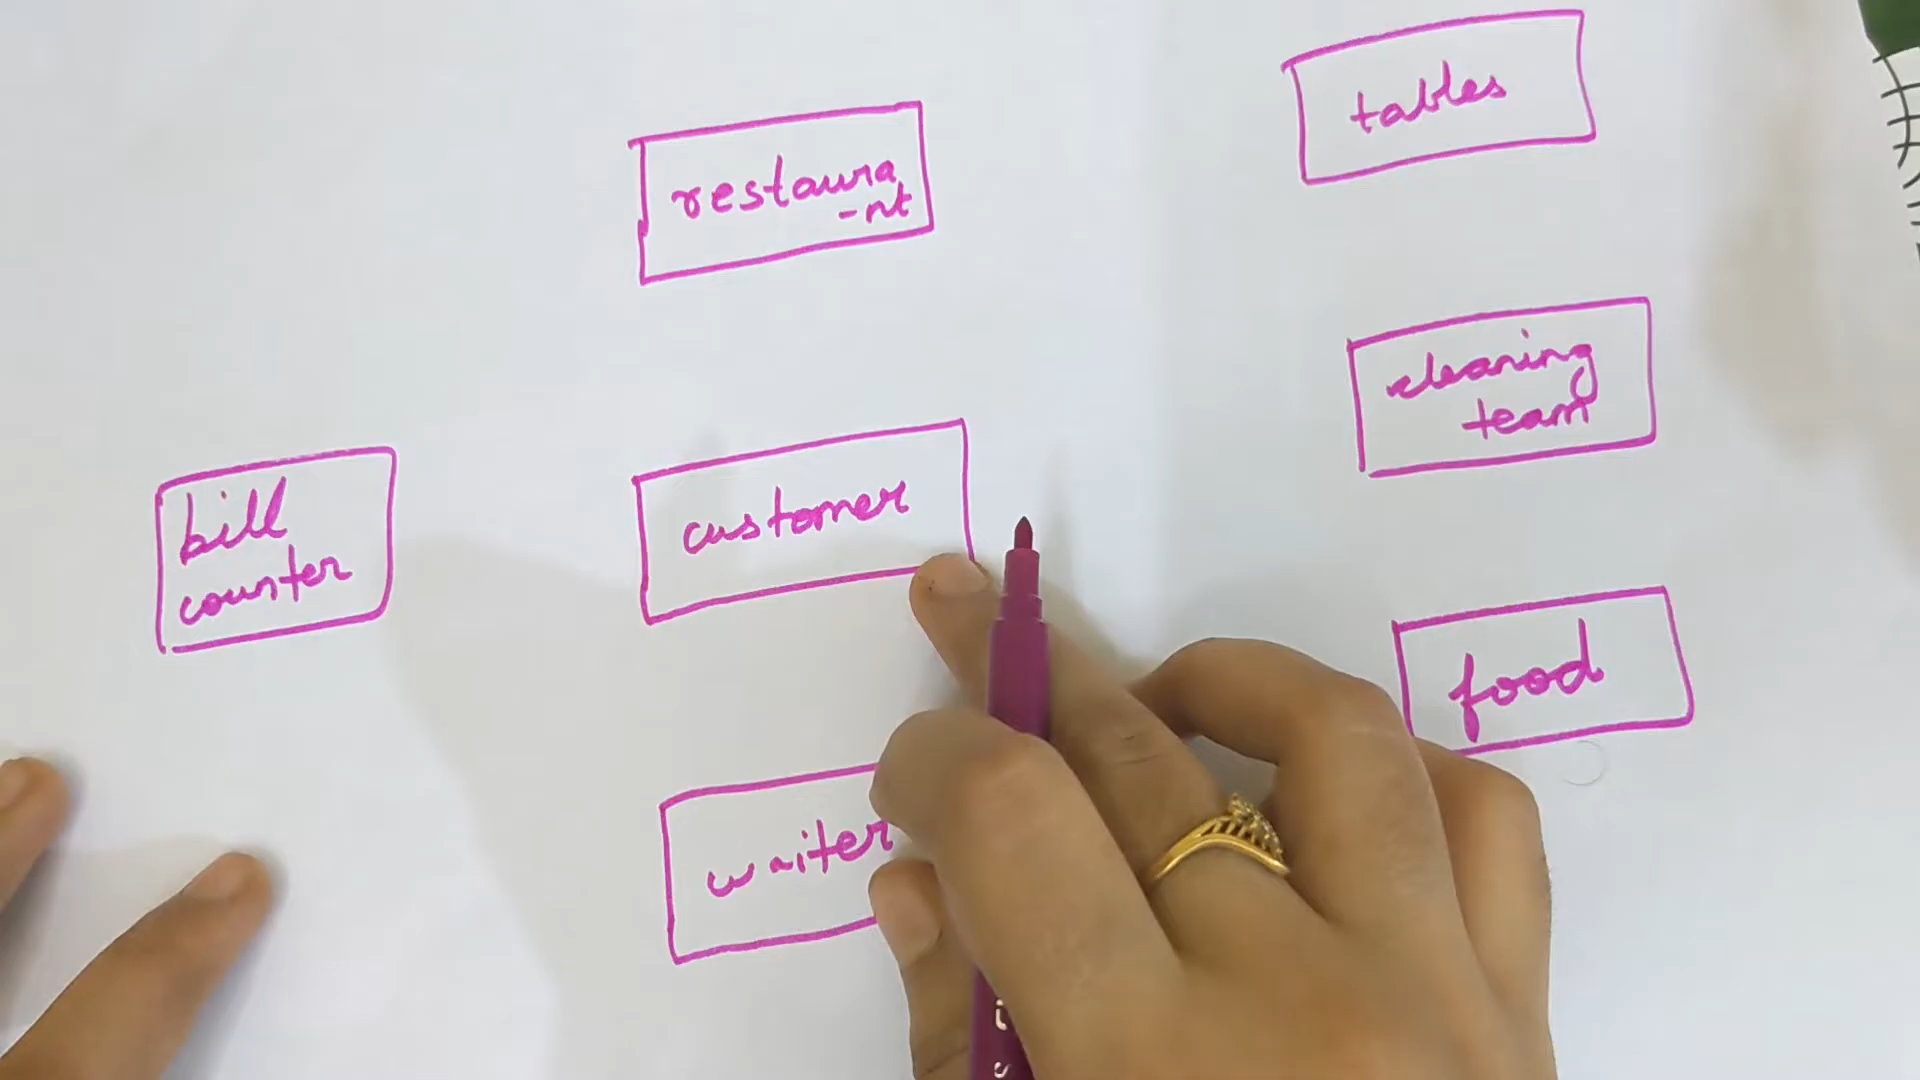 tables
restaura
-nt
cleaning
team
bill
counter
customer
food
waiter